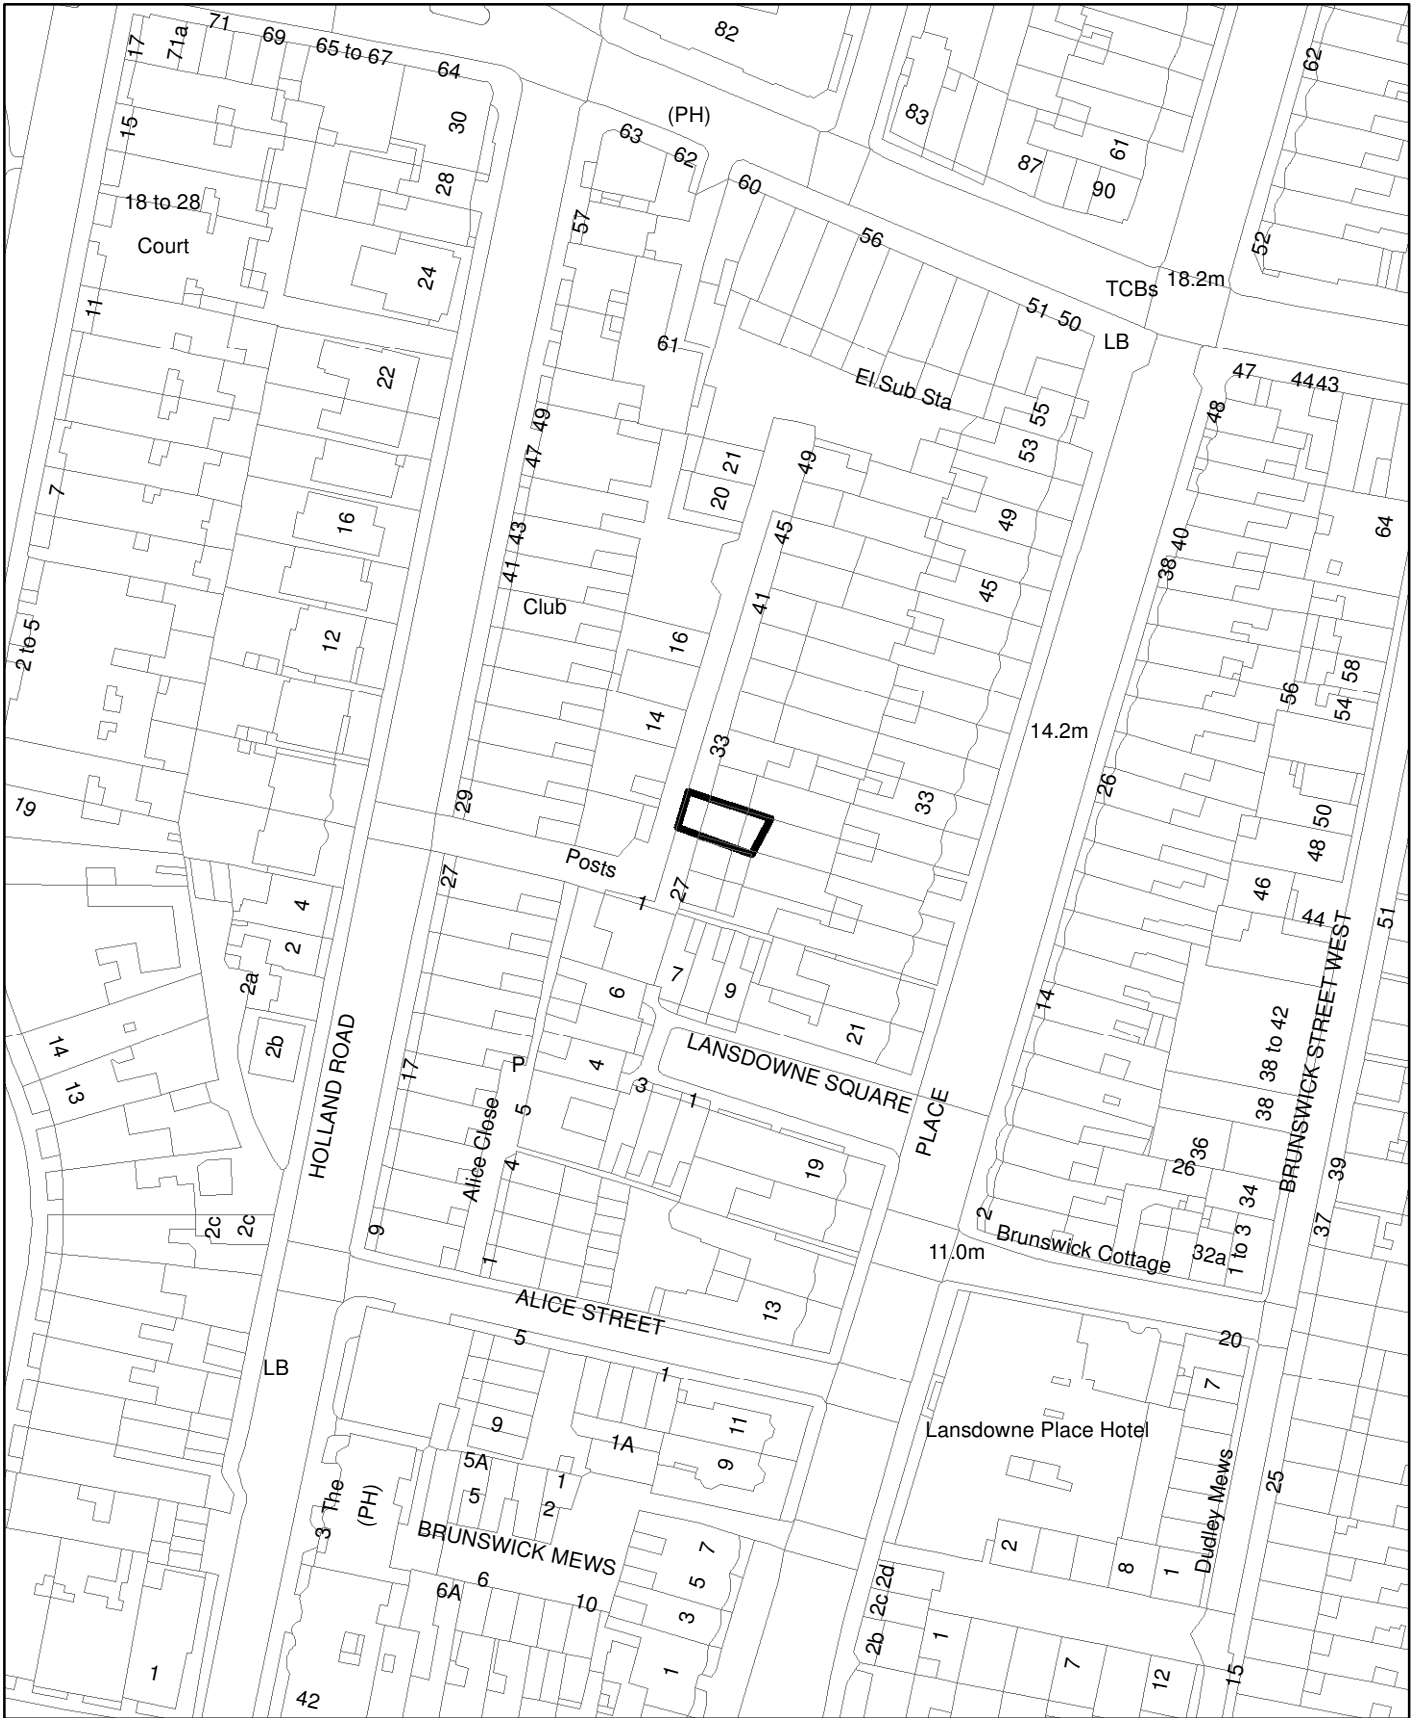 71
69
65 to 67
64
17
71a
30
82
(PH)
63
62
83
87
61
90
62
15
28
18 to 28
Court
57
60
56
52
24
TCBs
18.2m
11
51
50
LB
61
22
El Sub Sta
47
44
43
48
55
53
49
47
21
20
49
49
64
7
16
43
45
40
38
41
Club
41
45
2 to 5
12
16
58
56
54
14
33
14.2m
19
29
33
26
50
48
Posts
27
27
1
46
44
51
4
2
2a
7
9
6
14
21
2b
14
13
HOLLAND ROAD
17
P
4
LANSDOWNE SQUARE
38 to 42
BRUNSWICK STREET WEST
3
1
5
Alice Close
PLACE
38
36
26
4
19
39
34
2c
2c
9
1
2
Brunswick Cottage
32a
1 to 3
37
11.0m
ALICE STREET
13
5
20
LB
1
7
9
1A
11
9
Lansdowne Place Hotel
5A
5
1
2
25
3
The
(PH)
BRUNSWICK MEWS
7
5
3
1
2
8
1
Dudley Mews
6A
6
10
2d
2c
2b
1
7
12
15
1
42